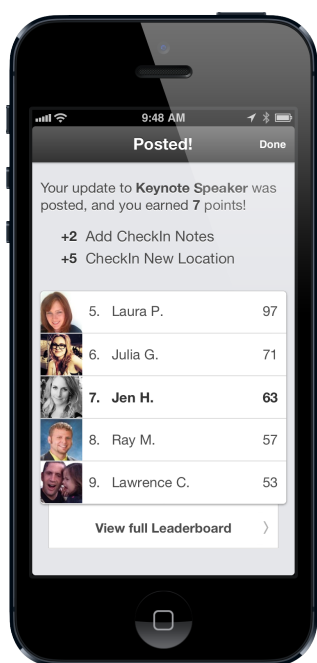 9:48 AM
Posted!
Done
Your update to Keynote Speaker was
posted, and you earned 7 points!
+2 Add CheckIn Notes
+5 CheckIn New Location
5. Laura P. 97
6. Julia G. 71
7. Jen H. 63
8. Ray M. 57
9. Lawrence C. 53
View full Leaderboard